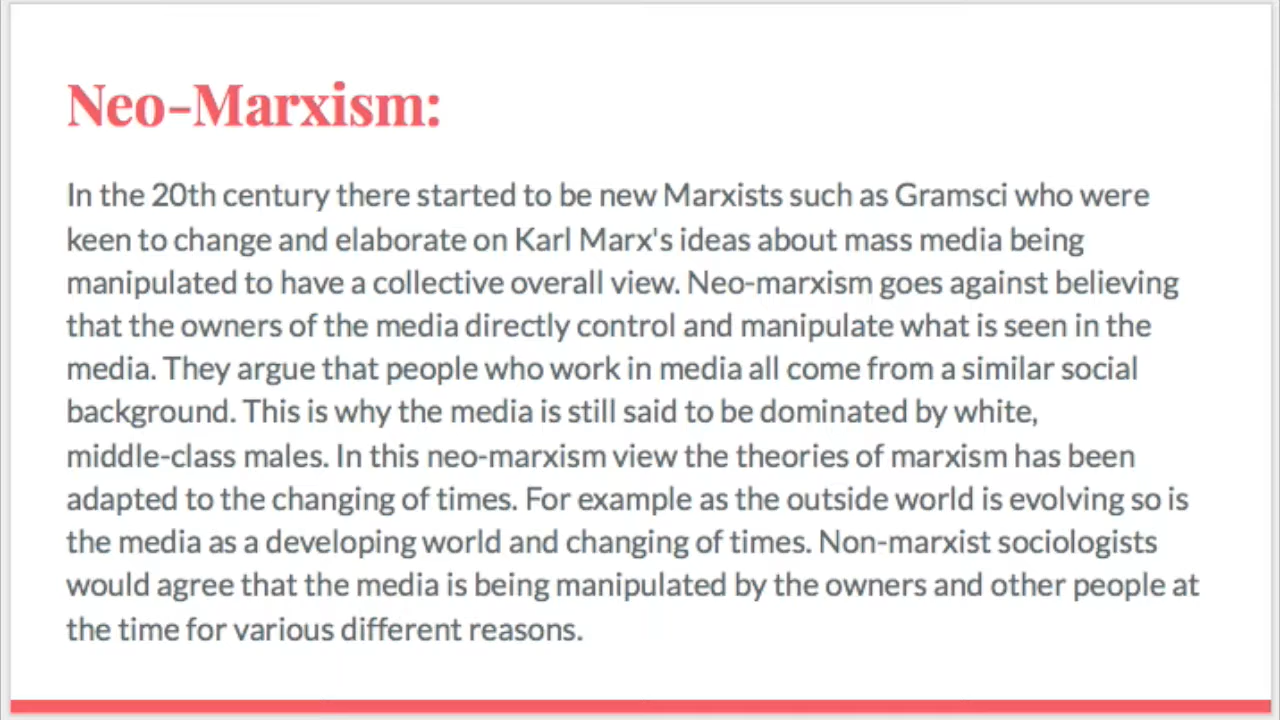 Neo-Marxism:
In the 20th century there started to be new Marxists such as Gramsci who were
keen to change and elaborate on Karl Marx's ideas about mass media being
manipulated to have a collective overall view. Neo-marxism goes against believing
that the owners of the media directly control and manipulate what is seen in the
media. They argue that people who work in media all come from a similar social
background. This is why the media is still said to be dominated by white,
middle-class males. In this neo-marxism view the theories of marxism has been
adapted to the changing of times. For example as the outside world is evolving so is
the media as a developing world and changing of times. Non-marxist sociologists
would agree that the media is being manipulated by the owners and other people at
the time for various different reasons.